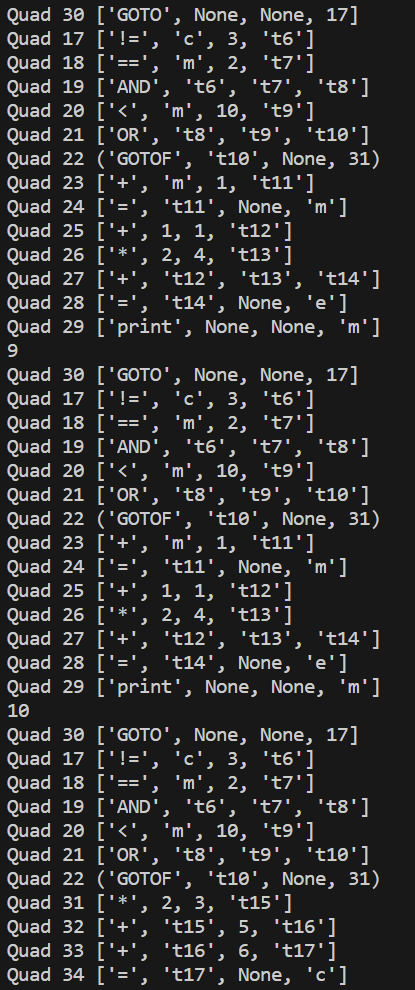 Quad 30 ['GOTO', None, None, 17]
Quad 17 ['!=', 'c', 3, 't6']
Quad 18 ['==', 'm', 2, 't7']
Quad 19 ['AND', 't6', 't7', 't8']
Quad 20 ['<', 'm', 10, 't9']
Quad 21 ['OR', 't8', 't9', 't10']
Quad 22 ('GOTOF', 't10', None, 31)
Quad 23 ['+', 'm', 1, 't11']
Quad 24 ['=', 't11', None, 'm']
Quad 25 ['+', 1, 1, 't12']
Quad 26 ['*', 2, 4, 't13']
Quad 27 ['+', 't12', 't13', 't14']
Quad 28 ['=', 't14', None, 'e']
Quad 29 ['print', None, None, 'm']
9
Quad 30 ['GOTO', None, None, 17]
Quad 17 ['!=', 'c', 3, 't6']
Quad 18 ['==', 'm', 2, 't7']
Quad 19 ['AND', 't6', 't7', 't8']
Quad 20 ['<', 'm', 10, 't9']
Quad 21 ['OR', 't8', 't9', 't10']
Quad 22 ('GOTOF', 't10', None, 31)
Quad 23 ['+', 'm', 1, 't11']
Quad 24 ['=', 't11', None, 'm']
Quad 25 ['+', 1, 1, 't12']
Quad 26 ['*', 2, 4, 't13']
Quad 27 ['+', 't12', 't13', 't14']
Quad 28 ['=', 't14', None, 'e']
Quad 29 ['print', None, None, 'm']
10
Quad 30 ['GOTO', None, None, 17]
Quad 17 ['!=', 'c', 3, 't6']
Quad 18 ['==', 'm', 2, 't7']
Quad 19 ['AND', 't6', 't7', 't8']
Quad 20 ['<', 'm', 10, 't9']
Quad 21 ['OR', 't8', 't9', 't10']
Quad 22 ('GOTOF', 't10', None, 31)
Quad 31 ['*', 2, 3, 't15']
Quad 32 ['+', 't15', 5, 't16']
Quad 33 ['+', 't16', 6, 't17']
Quad 34 ['=', 't17', None, 'c']